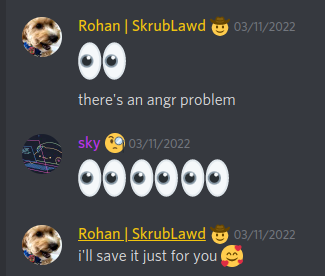 Rohan | SkrubLawd 🤠 03/11/2022
👀
there's an angr problem
sky 🧐 03/11/2022
👀👀👀
Rohan | SkrubLawd 🤠 03/11/2022
i'll save it just for you 🥰